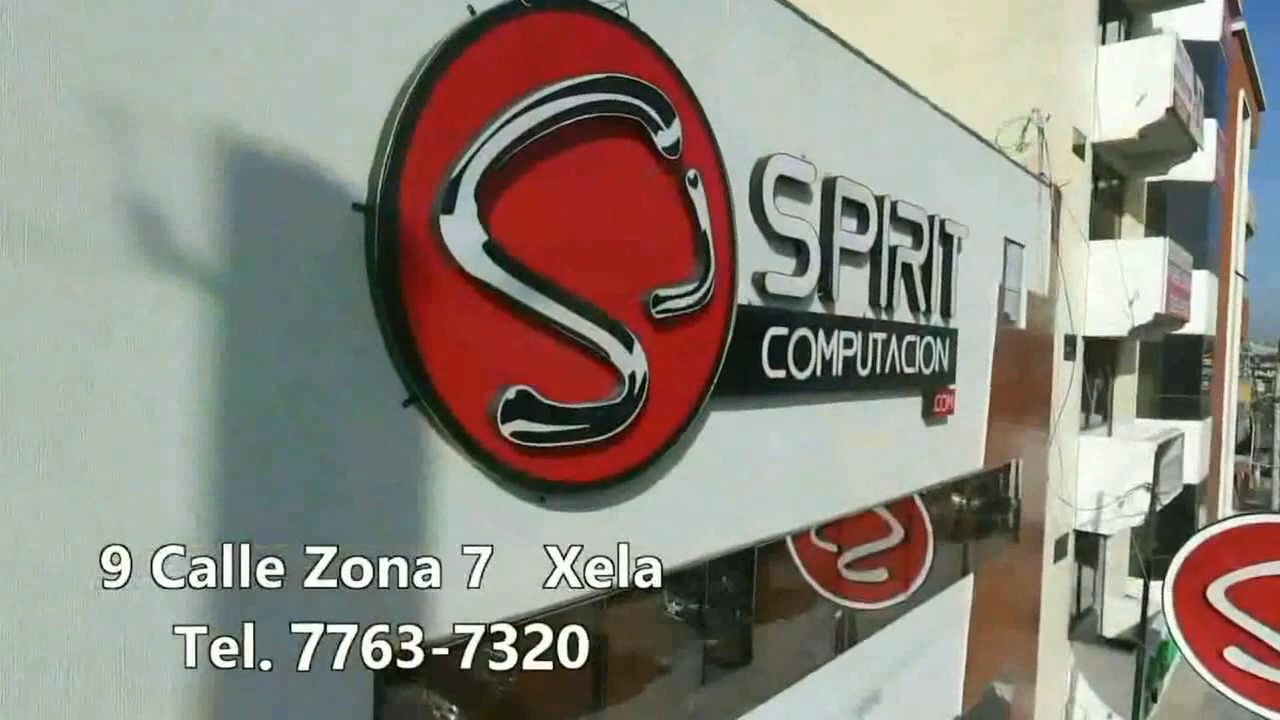 SPIRIT
COMPUTACION
.COM
9 Calle Zona 7 Xela
Tel. 7763-7320